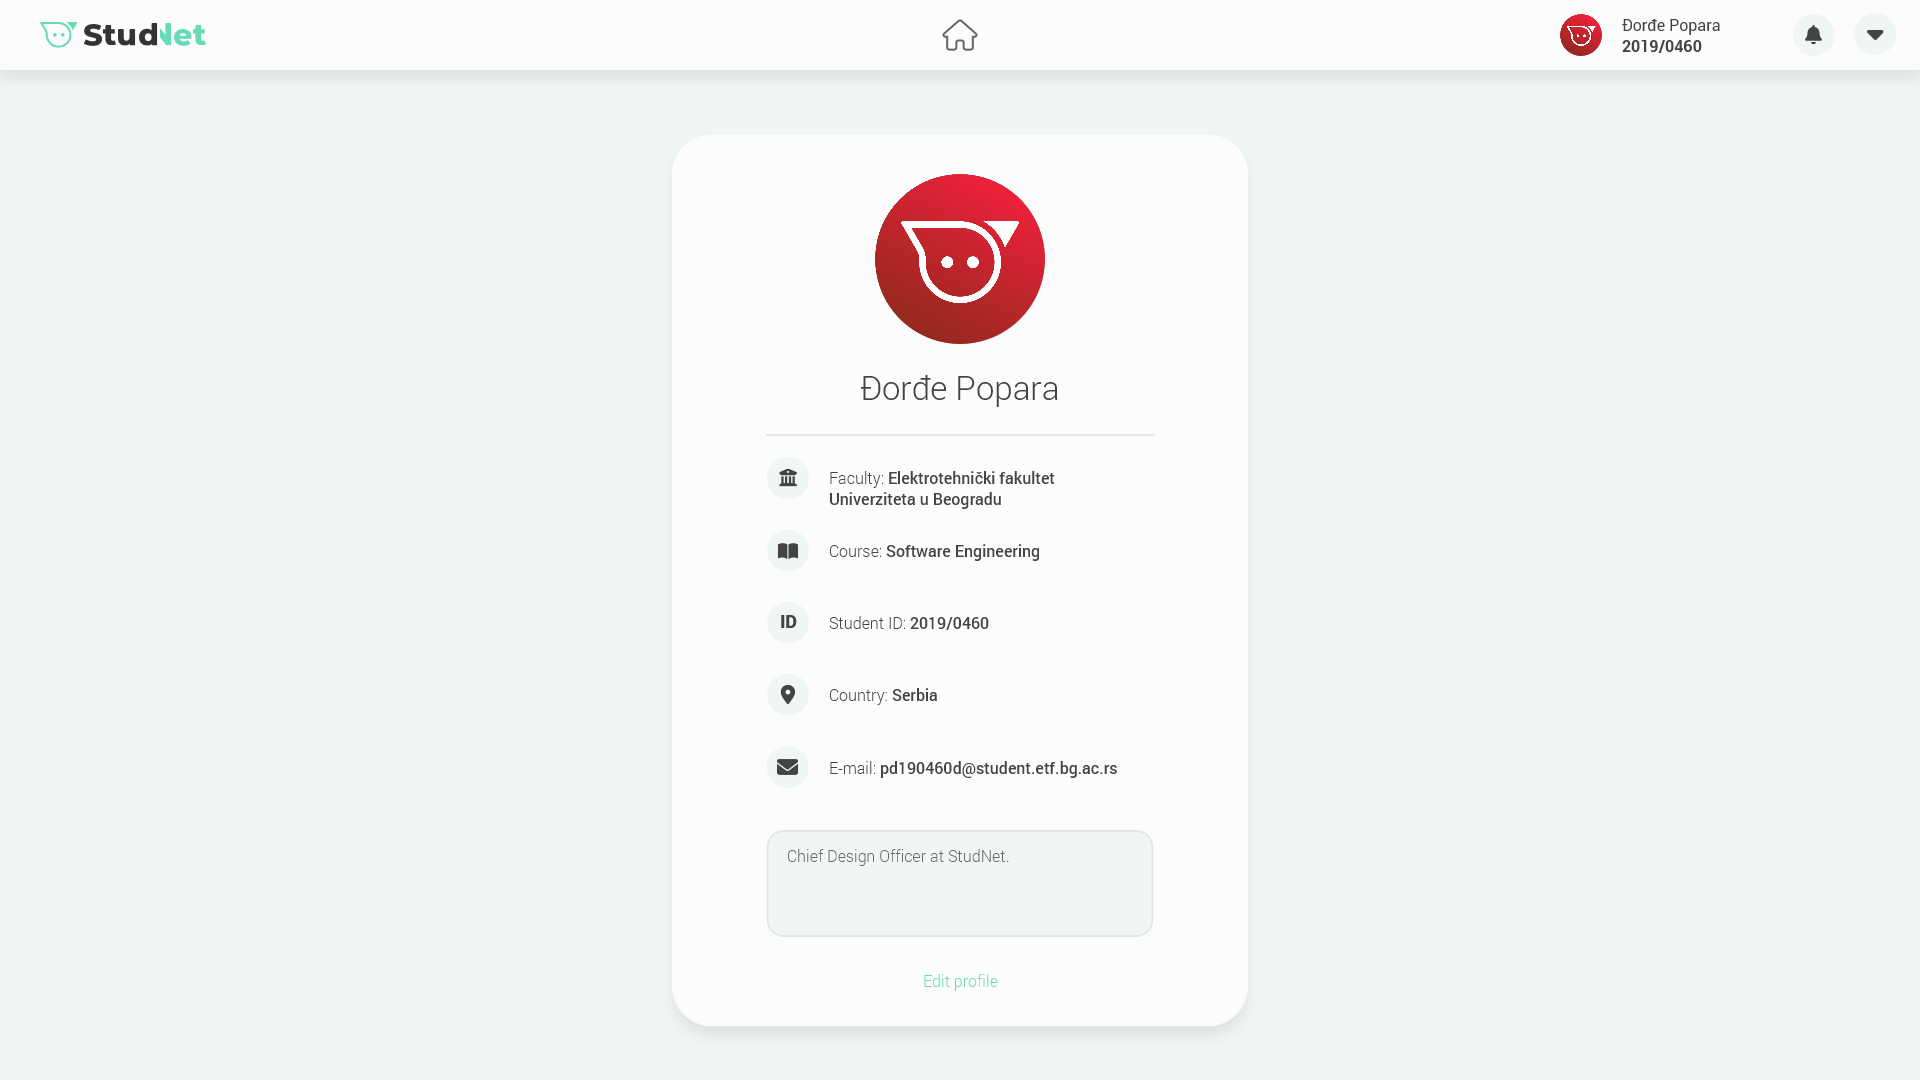 StudNet
Đorđe Popara
2019/0460
Đorđe Popara
Faculty: Elektrotehnički fakultet
Univerziteta u Beogradu
Course: Software Engineering
ID
Student ID: 2019/0460
Country: Serbia
E-mail: pd190460d@student.etf.bg.ac.rs
Chief Design Officer at StudNet.
Edit profile